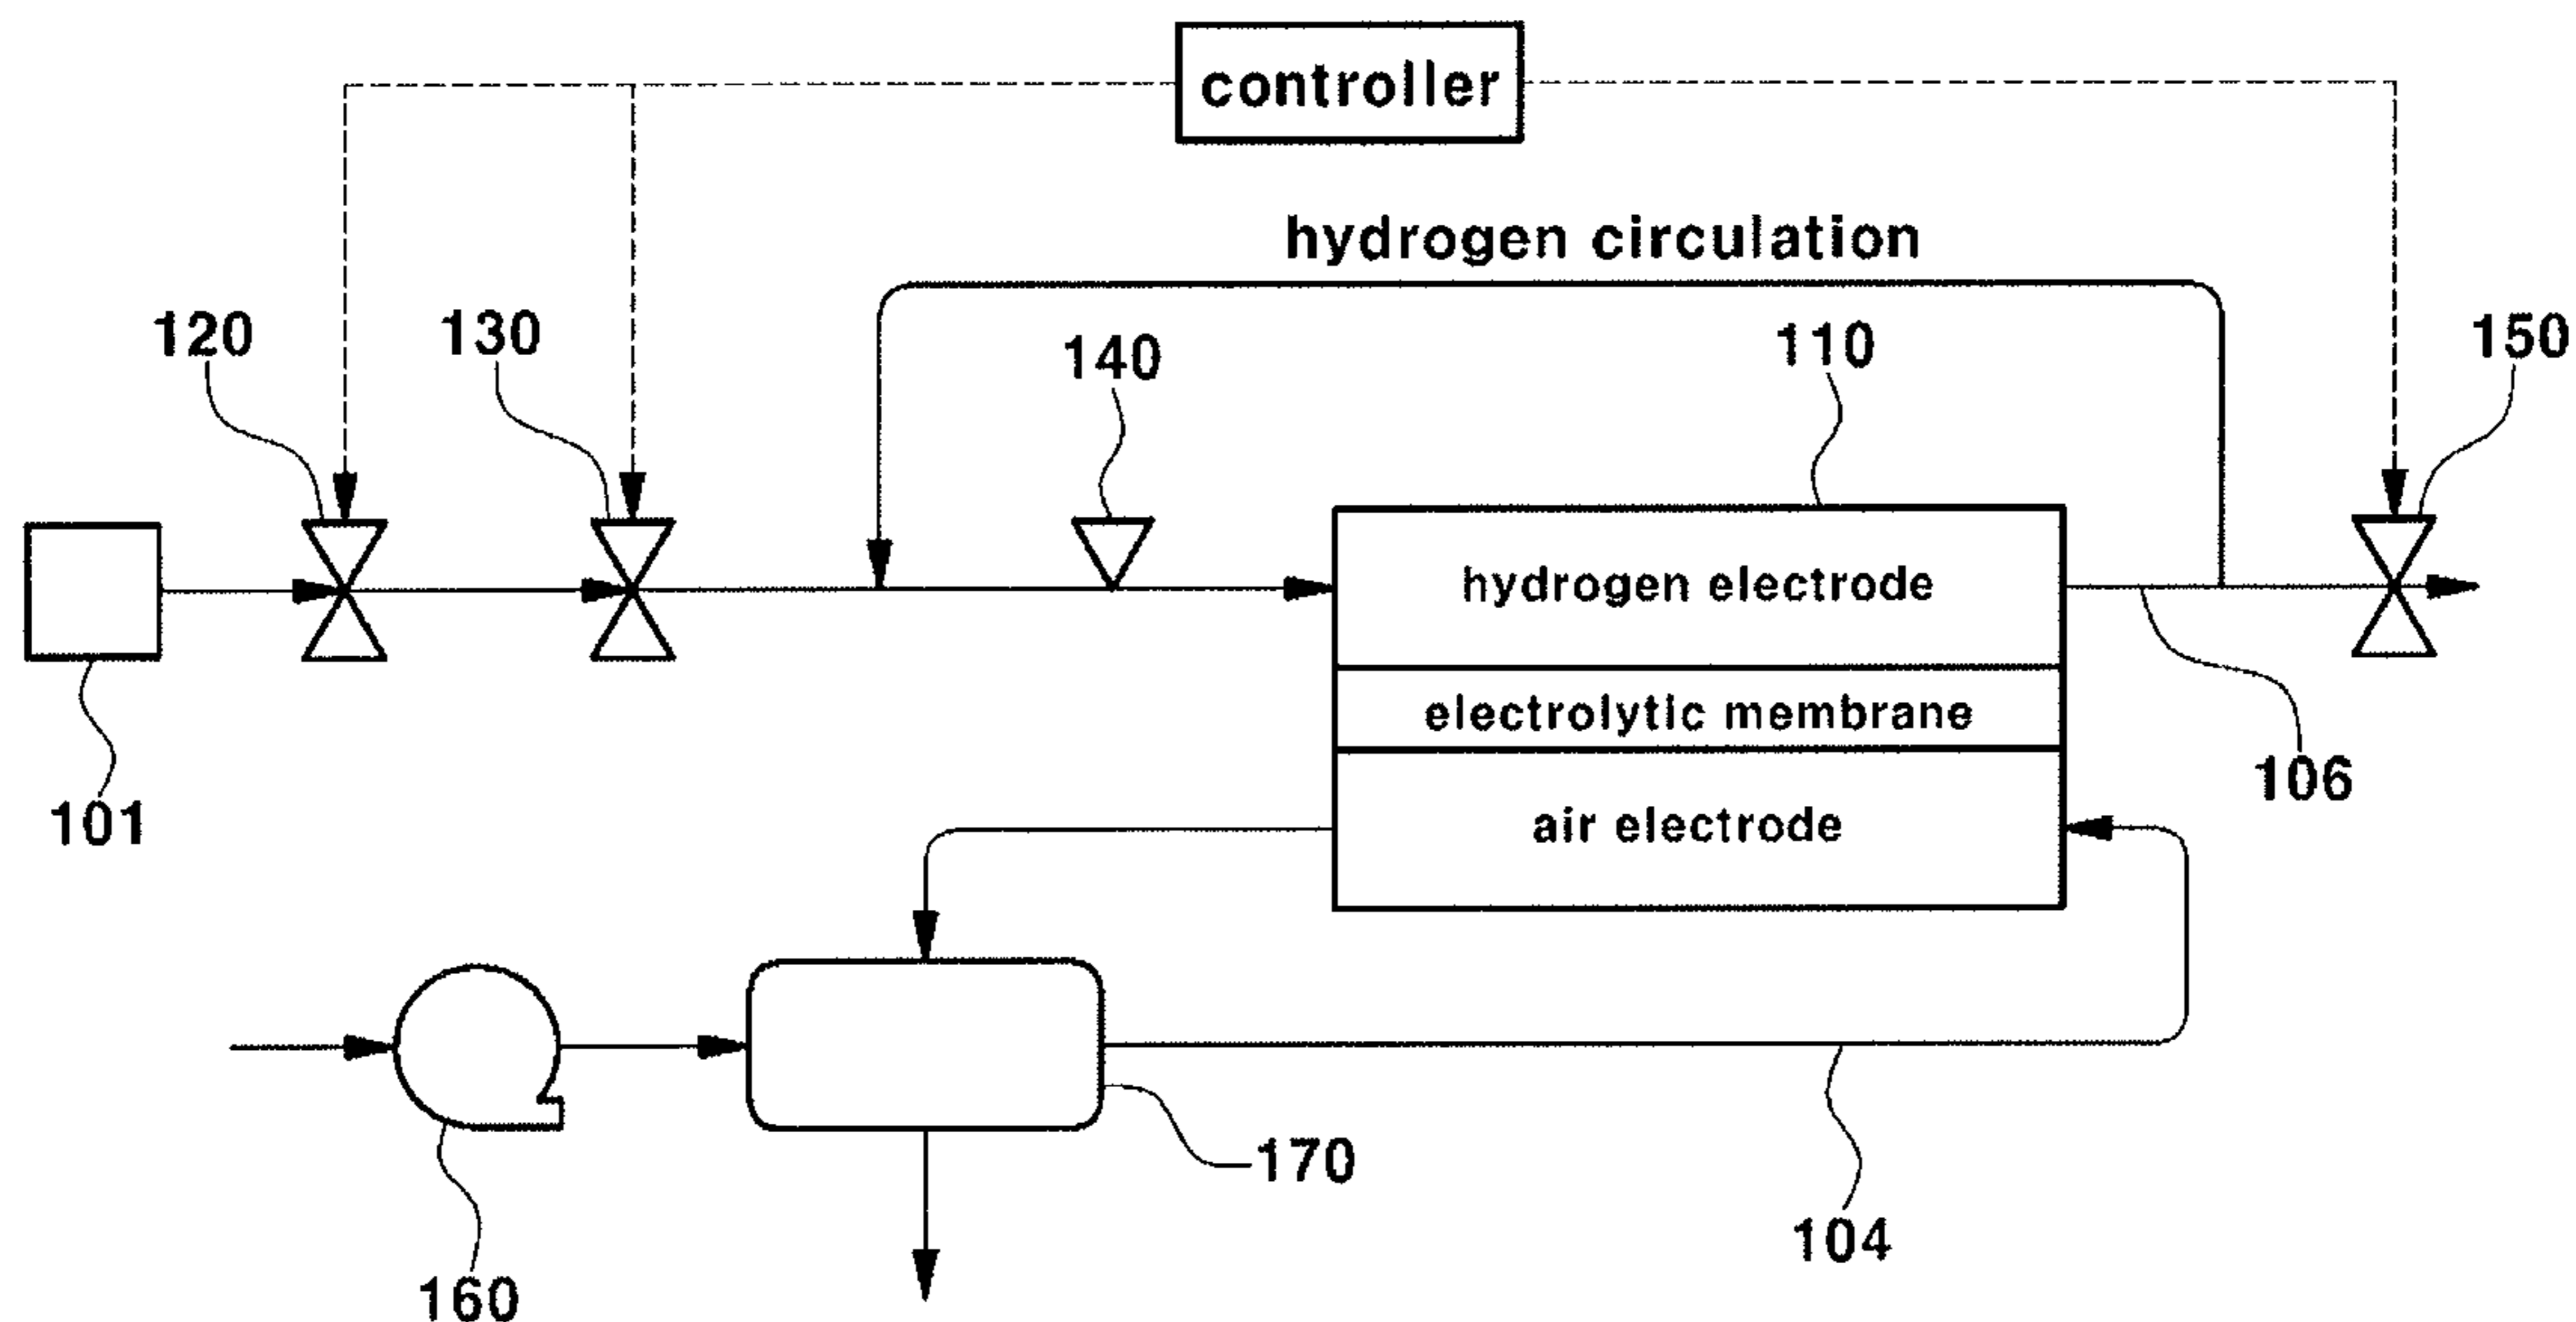 controller
hydrogen circulation
120
130
140
110
150
hydrogen electrode
electrolytic membrane
106
101
air electrode
170
104
160